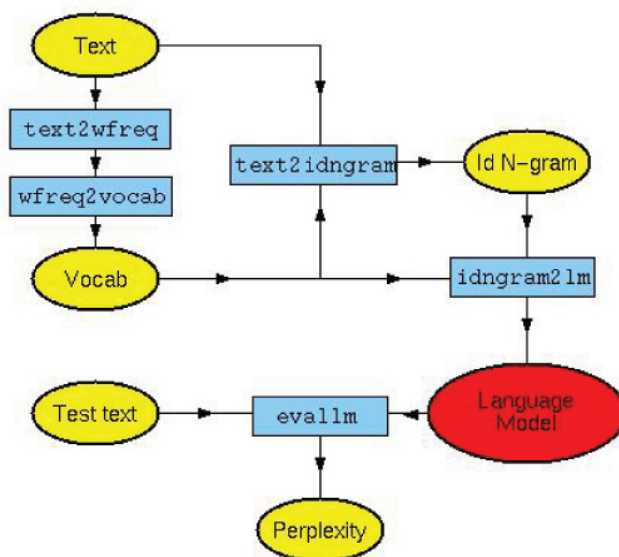 Text
text2wfreq
text2idngram
Id N-gram
wfreq2vocab
Vocab
idngram2lm
Language
Model
Test text
evallm
Perplexity